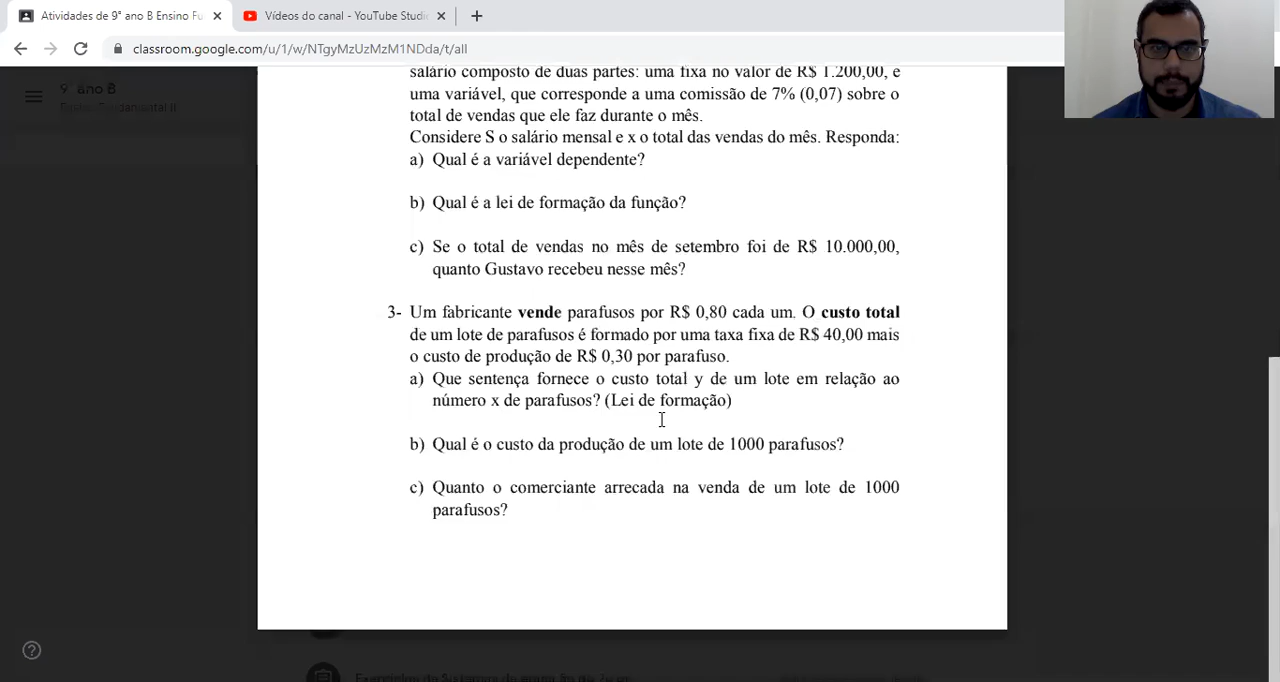 Atividades de 9° ano B Ensino Fu
Vídeos do canal - YouTube Studi
classroom.google.com/u/1/w/NTgyMzUzMzM1NDda/t/all
9° ano B
Ensino Fundamental II
salário composto de duas partes: uma fixa no valor de R$ 1.200,00, e
uma variável, que corresponde a uma comissão de 7% (0,07) sobre o
total de vendas que ele faz durante o mês.
Considere S o salário mensal e x o total das vendas do mês. Responda:
a) Qual é a variável dependente?
b) Qual é a lei de formação da função?
c) Se o total de vendas no mês de setembro foi de R$ 10.000,00,
quanto Gustavo recebeu nesse mês?
3- Um fabricante vende parafusos por R$ 0,80 cada um. O custo total
de um lote de parafusos é formado por uma taxa fixa de R$ 40,00 mais
o custo de produção de R$ 0,30 por parafuso.
a) Que sentença fornece o custo total y de um lote em relação ao
número x de parafusos? (Lei de formação)
b) Qual é o custo da produção de um lote de 1000 parafusos?
c) Quanto o comerciante arrecada na venda de um lote de 1000
parafusos?